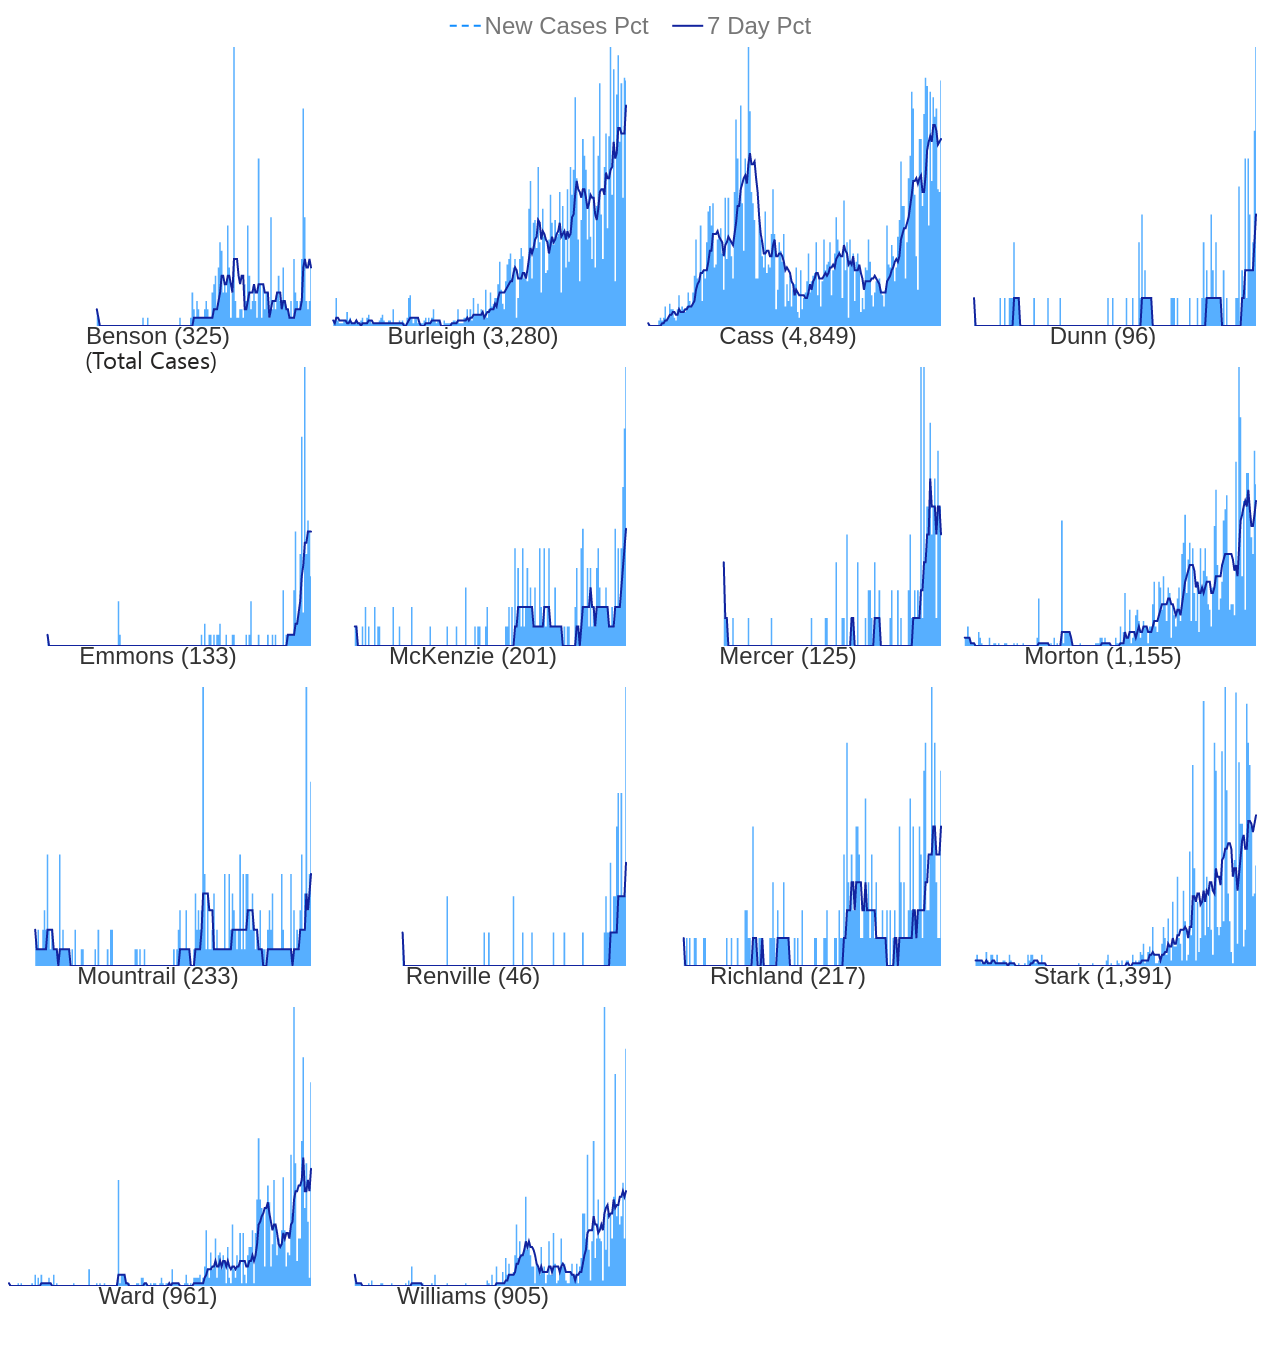 New Cases Pct 7 Day Pct
Benson (325) Burleigh (3,280) Cass (4,849) Dunn (96)
(Total Cases)
Emmons (133) McKenzie (201) Mercer (125) Morton (1,155)
Mountrail (233) Renville (46) Richland (217) Stark (1,391)
Ward (961) Williams (905)